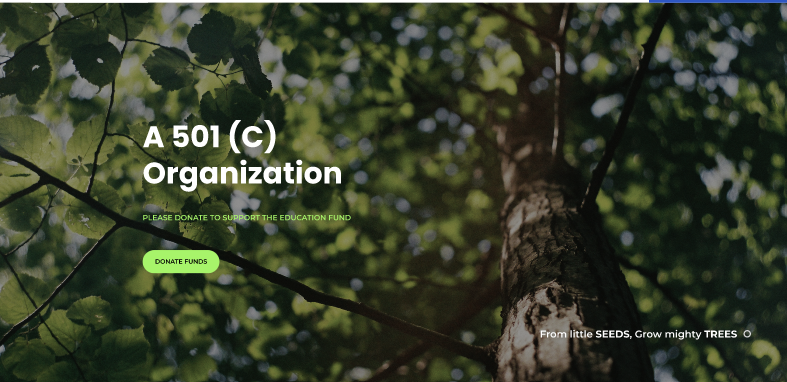 A 501 (C)
Organization
PLEASE DONATE TO SUPPORT THE EDUCATION FUND
DONATE FUNDS
From little SEEDS, Grow mighty TREES